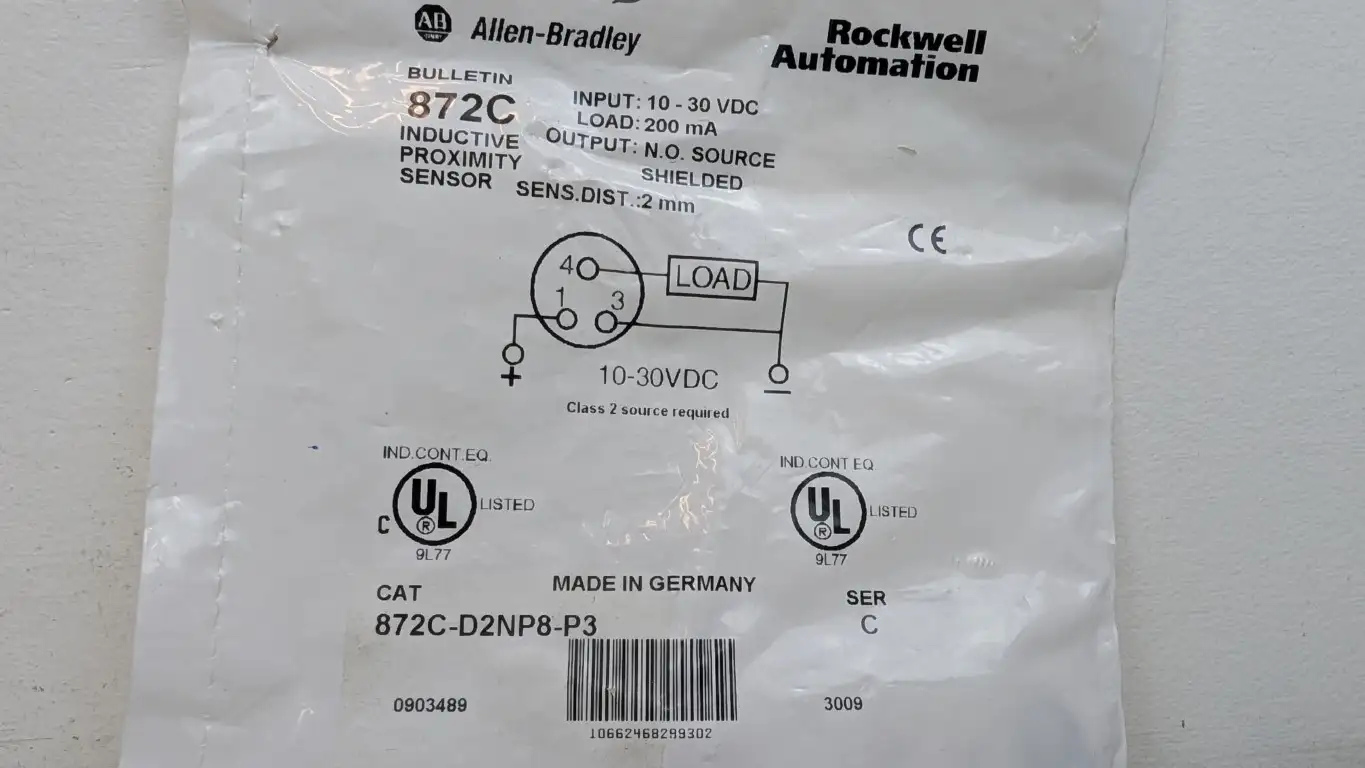 AB
Allen-Bradley
Rockwell
Automation
BULLETIN
872C
INDUCTIVE
PROXIMITY
SENSOR
INPUT: 10 - 30 VDC
LOAD: 200 mA
OUTPUT: N.O. SOURCE
SHIELDED
SENS.DIST.:2 mm
CE
4
LOAD
1
3
+
10-30VDC
−
Class 2 source required
IND.CONT.EQ.
C UL ® LISTED
9L77
IND.CONT EQ
UL ® LISTED
9L77
MADE IN GERMANY
CAT
872C-D2NP8-P3
SER
C
0903489
10662468299302
3009